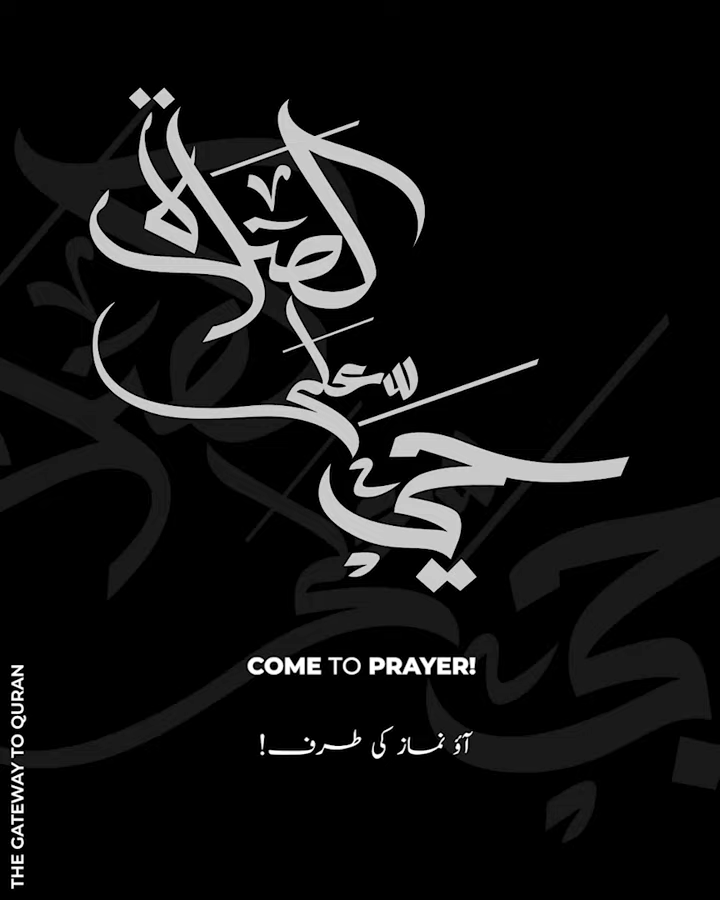 حي على الصلاة
COME TO PRAYER!
آؤ نماز کی طرف!
THE GATEWAY TO QURAN